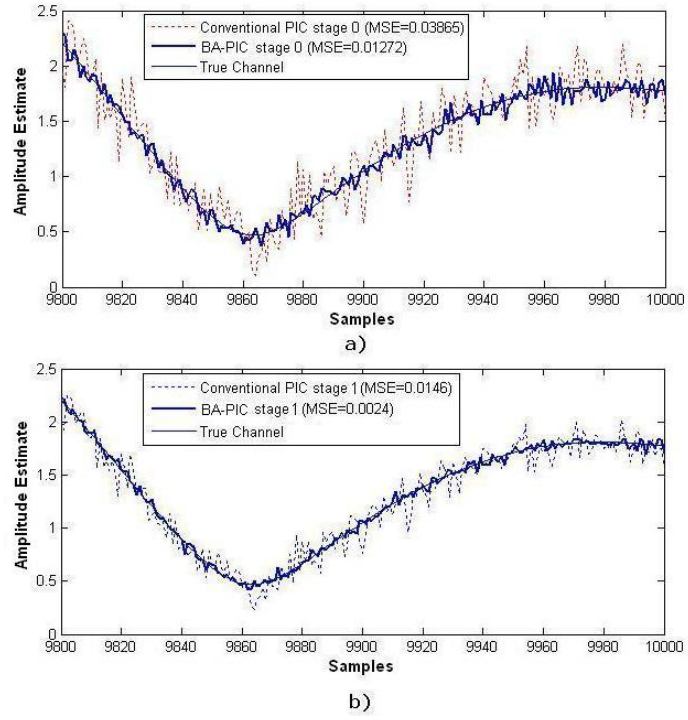 2.5
2
1.5
1
0.5
0
Amplitude Estimate
Conventional PIC stage 0 (MSE=0.03865)
BA-PIC stage 0 (MSE=0.01272)
True Channel
9800 9820 9840 9860 9880 9900 9920 9940 9960 9980 10000
Samples
a)
2.5
2
1.5
1
0.5
0
Amplitude Estimate
Conventional PIC stage 1 (MSE=0.0146)
BA-PIC stage 1 (MSE=0.0024)
True Channel
9800 9820 9840 9860 9880 9900 9920 9940 9960 9980 10000
Samples
b)